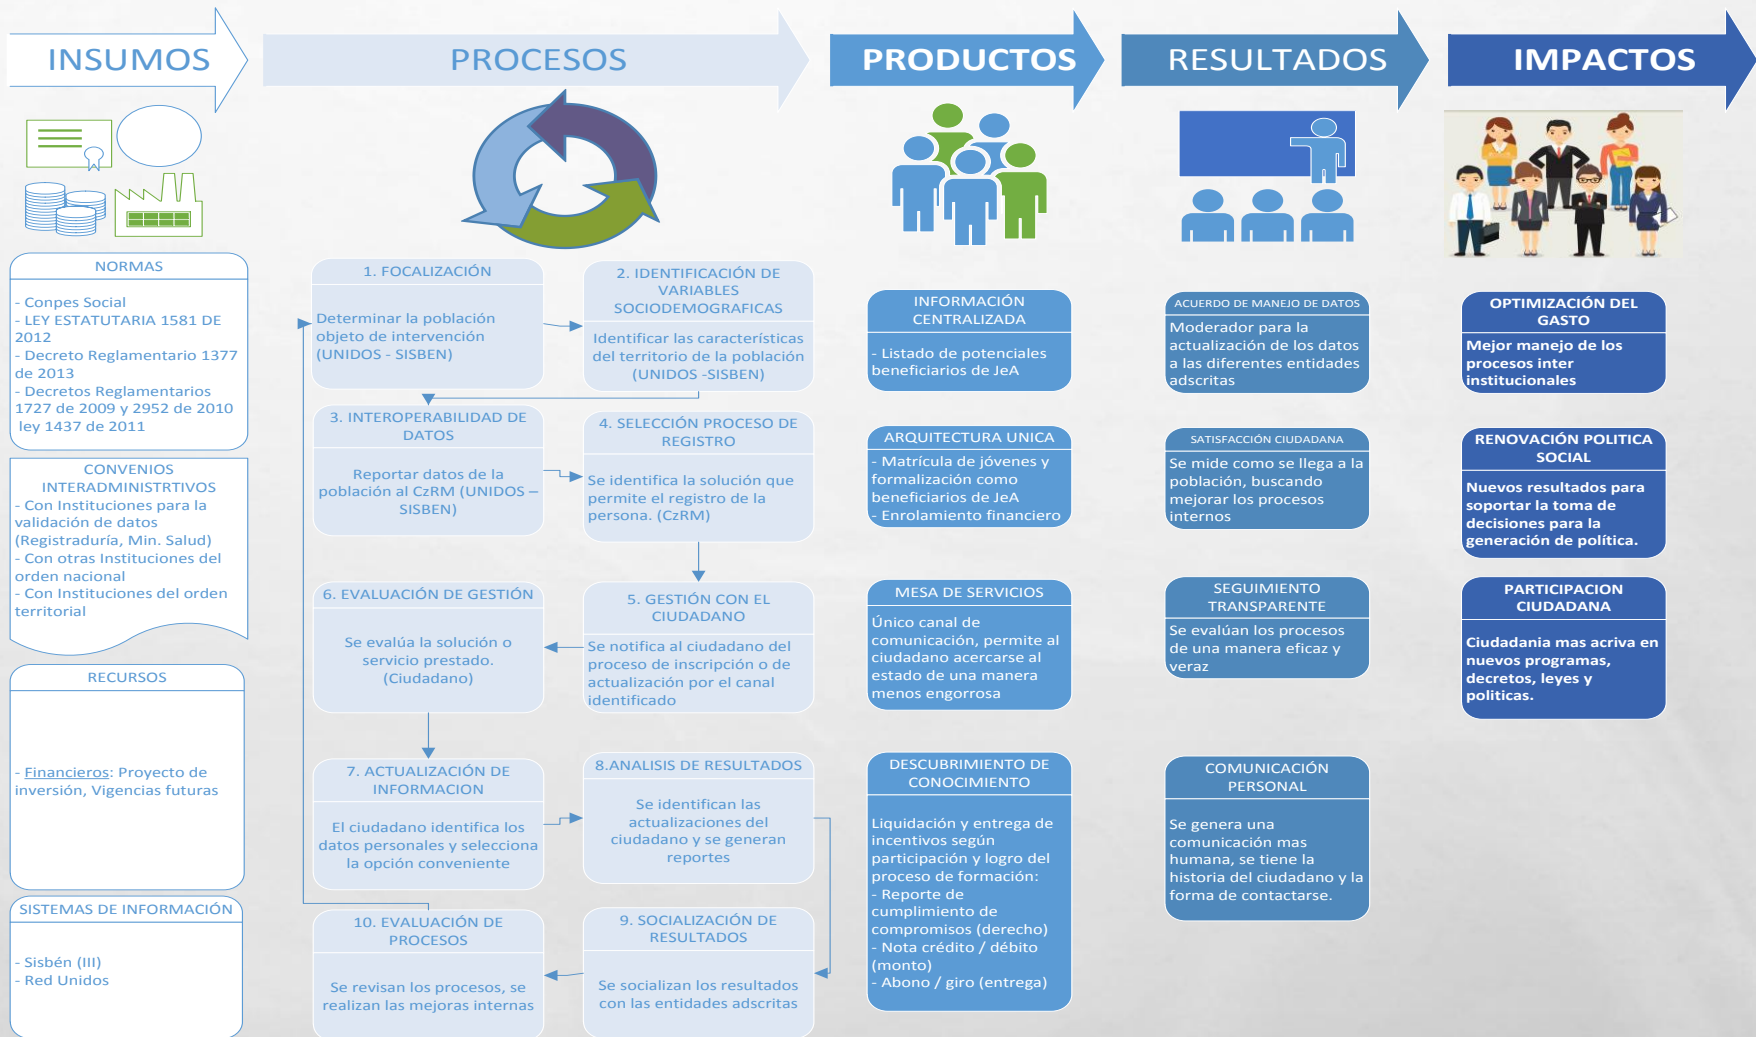 INSUMOS
PROCESOS
PRODUCTOS
RESULTADOS
IMPACTOS
NORMAS
- Conpes Social
- LEY ESTATUTARIA 1581 DE
2012
- Decreto Reglamentario 1377
de 2013
- Decretos Reglamentarios
1727 de 2009 y 2952 de 2010
ley 1437 de 2011
CONVENIOS
INTERADMINISTRTIVOS
- Con Instituciones para la
validación de datos
(Registraduría, Min. Salud)
- Con otras Instituciones del
orden nacional
- Con Instituciones del orden
territorial
RECURSOS
- Financieros: Proyecto de
inversión, Vigencias futuras
SISTEMAS DE INFORMACIÓN
- Sisbén (III)
- Red Unidos
1. FOCALIZACIÓN
Determinar la población
objeto de intervención
(UNIDOS - SISBEN)
2. IDENTIFICACIÓN DE
VARIABLES
SOCIODEMOGRAFICAS
Identificar las características
del territorio de la población
(UNIDOS -SISBEN)
3. INTEROPERABILIDAD DE
DATOS
Reportar datos de la
población al CzRM (UNIDOS –
SISBEN)
4. SELECCIÓN PROCESO DE
REGISTRO
Se identifica la solución que
permite el registro de la
persona. (CzRM)
6. EVALUACIÓN DE GESTIÓN
Se evalúa la solución o
servicio prestado.
(Ciudadano)
5. GESTIÓN CON EL
CIUDADANO
Se notifica al ciudadano del
proceso de inscripción o de
actualización por el canal
identificado
7. ACTUALIZACIÓN DE
INFORMACION
El ciudadano identifica los
datos personales y selecciona
la opción conveniente
8.ANALISIS DE RESULTADOS
Se identifican las
actualizaciones del
ciudadano y se generan
reportes
10. EVALUACIÓN DE
PROCESOS
Se revisan los procesos, se
realizan las mejoras internas
9. SOCIALIZACIÓN DE
RESULTADOS
Se socializan los resultados
con las entidades adscritas
INFORMACIÓN
CENTRALIZADA
- Listado de potenciales
beneficiarios de JeA
ARQUITECTURA UNICA
- Matrícula de jóvenes y
formalización como
beneficiarios de JeA
- Enrolamiento financiero
MESA DE SERVICIOS
Único canal de
comunicación, permite al
ciudadano acercarse al
estado de una manera
menos engorrosa
DESCUBRIMIENTO DE
CONOCIMIENTO
Liquidación y entrega de
incentivos según
participación y logro del
proceso de formación:
- Reporte de
cumplimiento de
compromisos (derecho)
- Nota crédito / débito
(monto)
- Abono / giro (entrega)
ACUERDO DE MANEJO DE DATOS
Moderador para la
actualización de los datos
a las diferentes entidades
adscritas
SATISFACCIÓN CIUDADANA
Se mide como se llega a la
población, buscando
mejorar los procesos
internos
SEGUIMIENTO
TRANSPARENTE
Se evalúan los procesos
de una manera eficaz y
veraz
COMUNICACIÓN
PERSONAL
Se genera una
comunicación mas
humana, se tiene la
historia del ciudadano y la
forma de contactarse.
OPTIMIZACIÓN DEL
GASTO
Mejor manejo de los
procesos inter
institucionales
RENOVACIÓN POLITICA
SOCIAL
Nuevos resultados para
soportar la toma de
decisiones para la
generación de política.
PARTICIPACION
CIUDADANA
Ciudadania mas acriva en
nuevos programas,
decretos, leyes y
politicas.